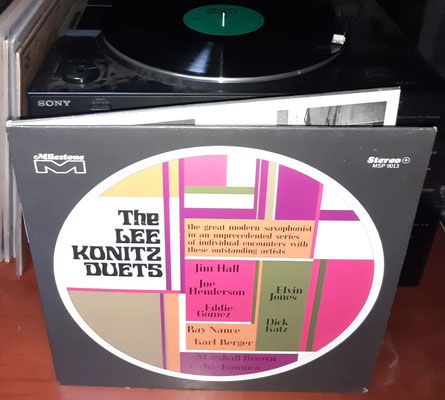 SONY
Milestone
M
Stereo
MSP 9013
The
LEE
KONITZ
DUETS
the great modern saxophonist
in an unprecedented series
of individual encounters with
these outstanding artists
Jim Hall
Joe
Henderson
Eddie
Gomez
Ray Nance
Karl Berger
Elvin
Jones
Dick
Katz
Marshall Brown
Richie Kamuca